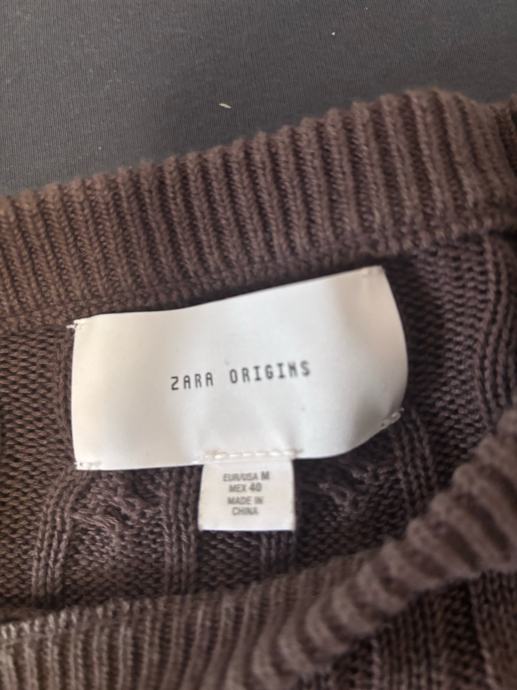 ZARA ORIGINS
EUR/USA M
MEX 40
MADE IN
CHINA